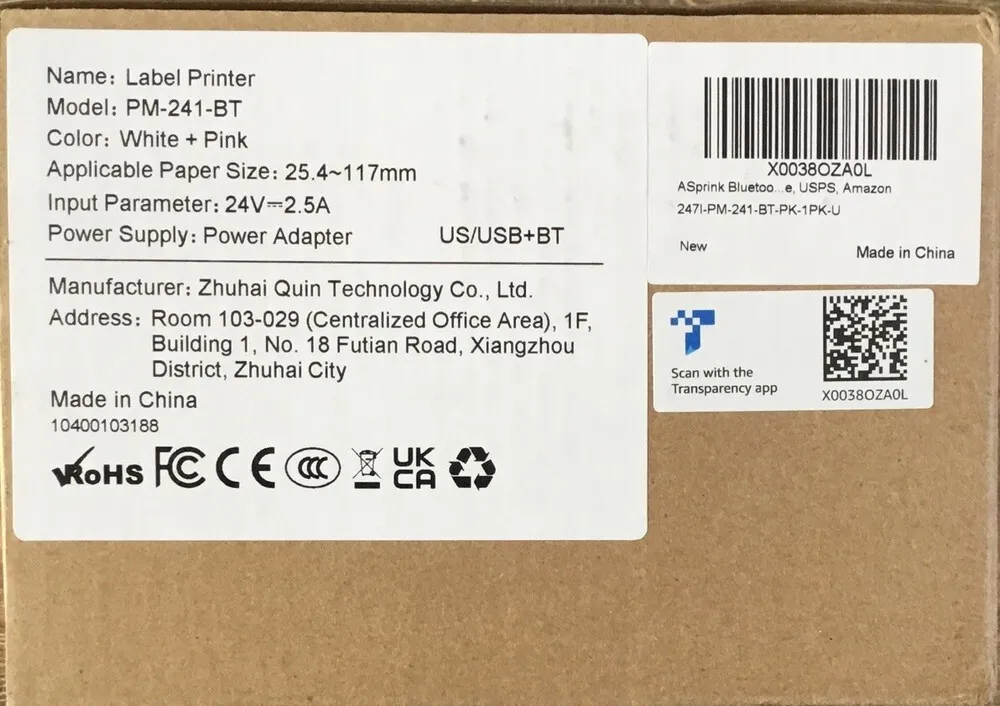 Name: Label Printer
Model: PM-241-BT
Color: White + Pink
Applicable Paper Size: 25.4~117mm
Input Parameter: 24V⎓2.5A
Power Supply: Power Adapter US/USB+BT
Manufacturer: Zhuhai Quin Technology Co., Ltd.
Address: Room 103-029 (Centralized Office Area), 1F,
Building 1, No. 18 Futian Road, Xiangzhou
District, Zhuhai City
Made in China
10400103188
RoHS FC CE CCC UK
CA
X0038OZA0L
ASprink Bluetoo...e, USPS, Amazon
247I-PM-241-BT-PK-1PK-U
New Made in China
T
Scan with the
Transparency app
X0038OZA0L